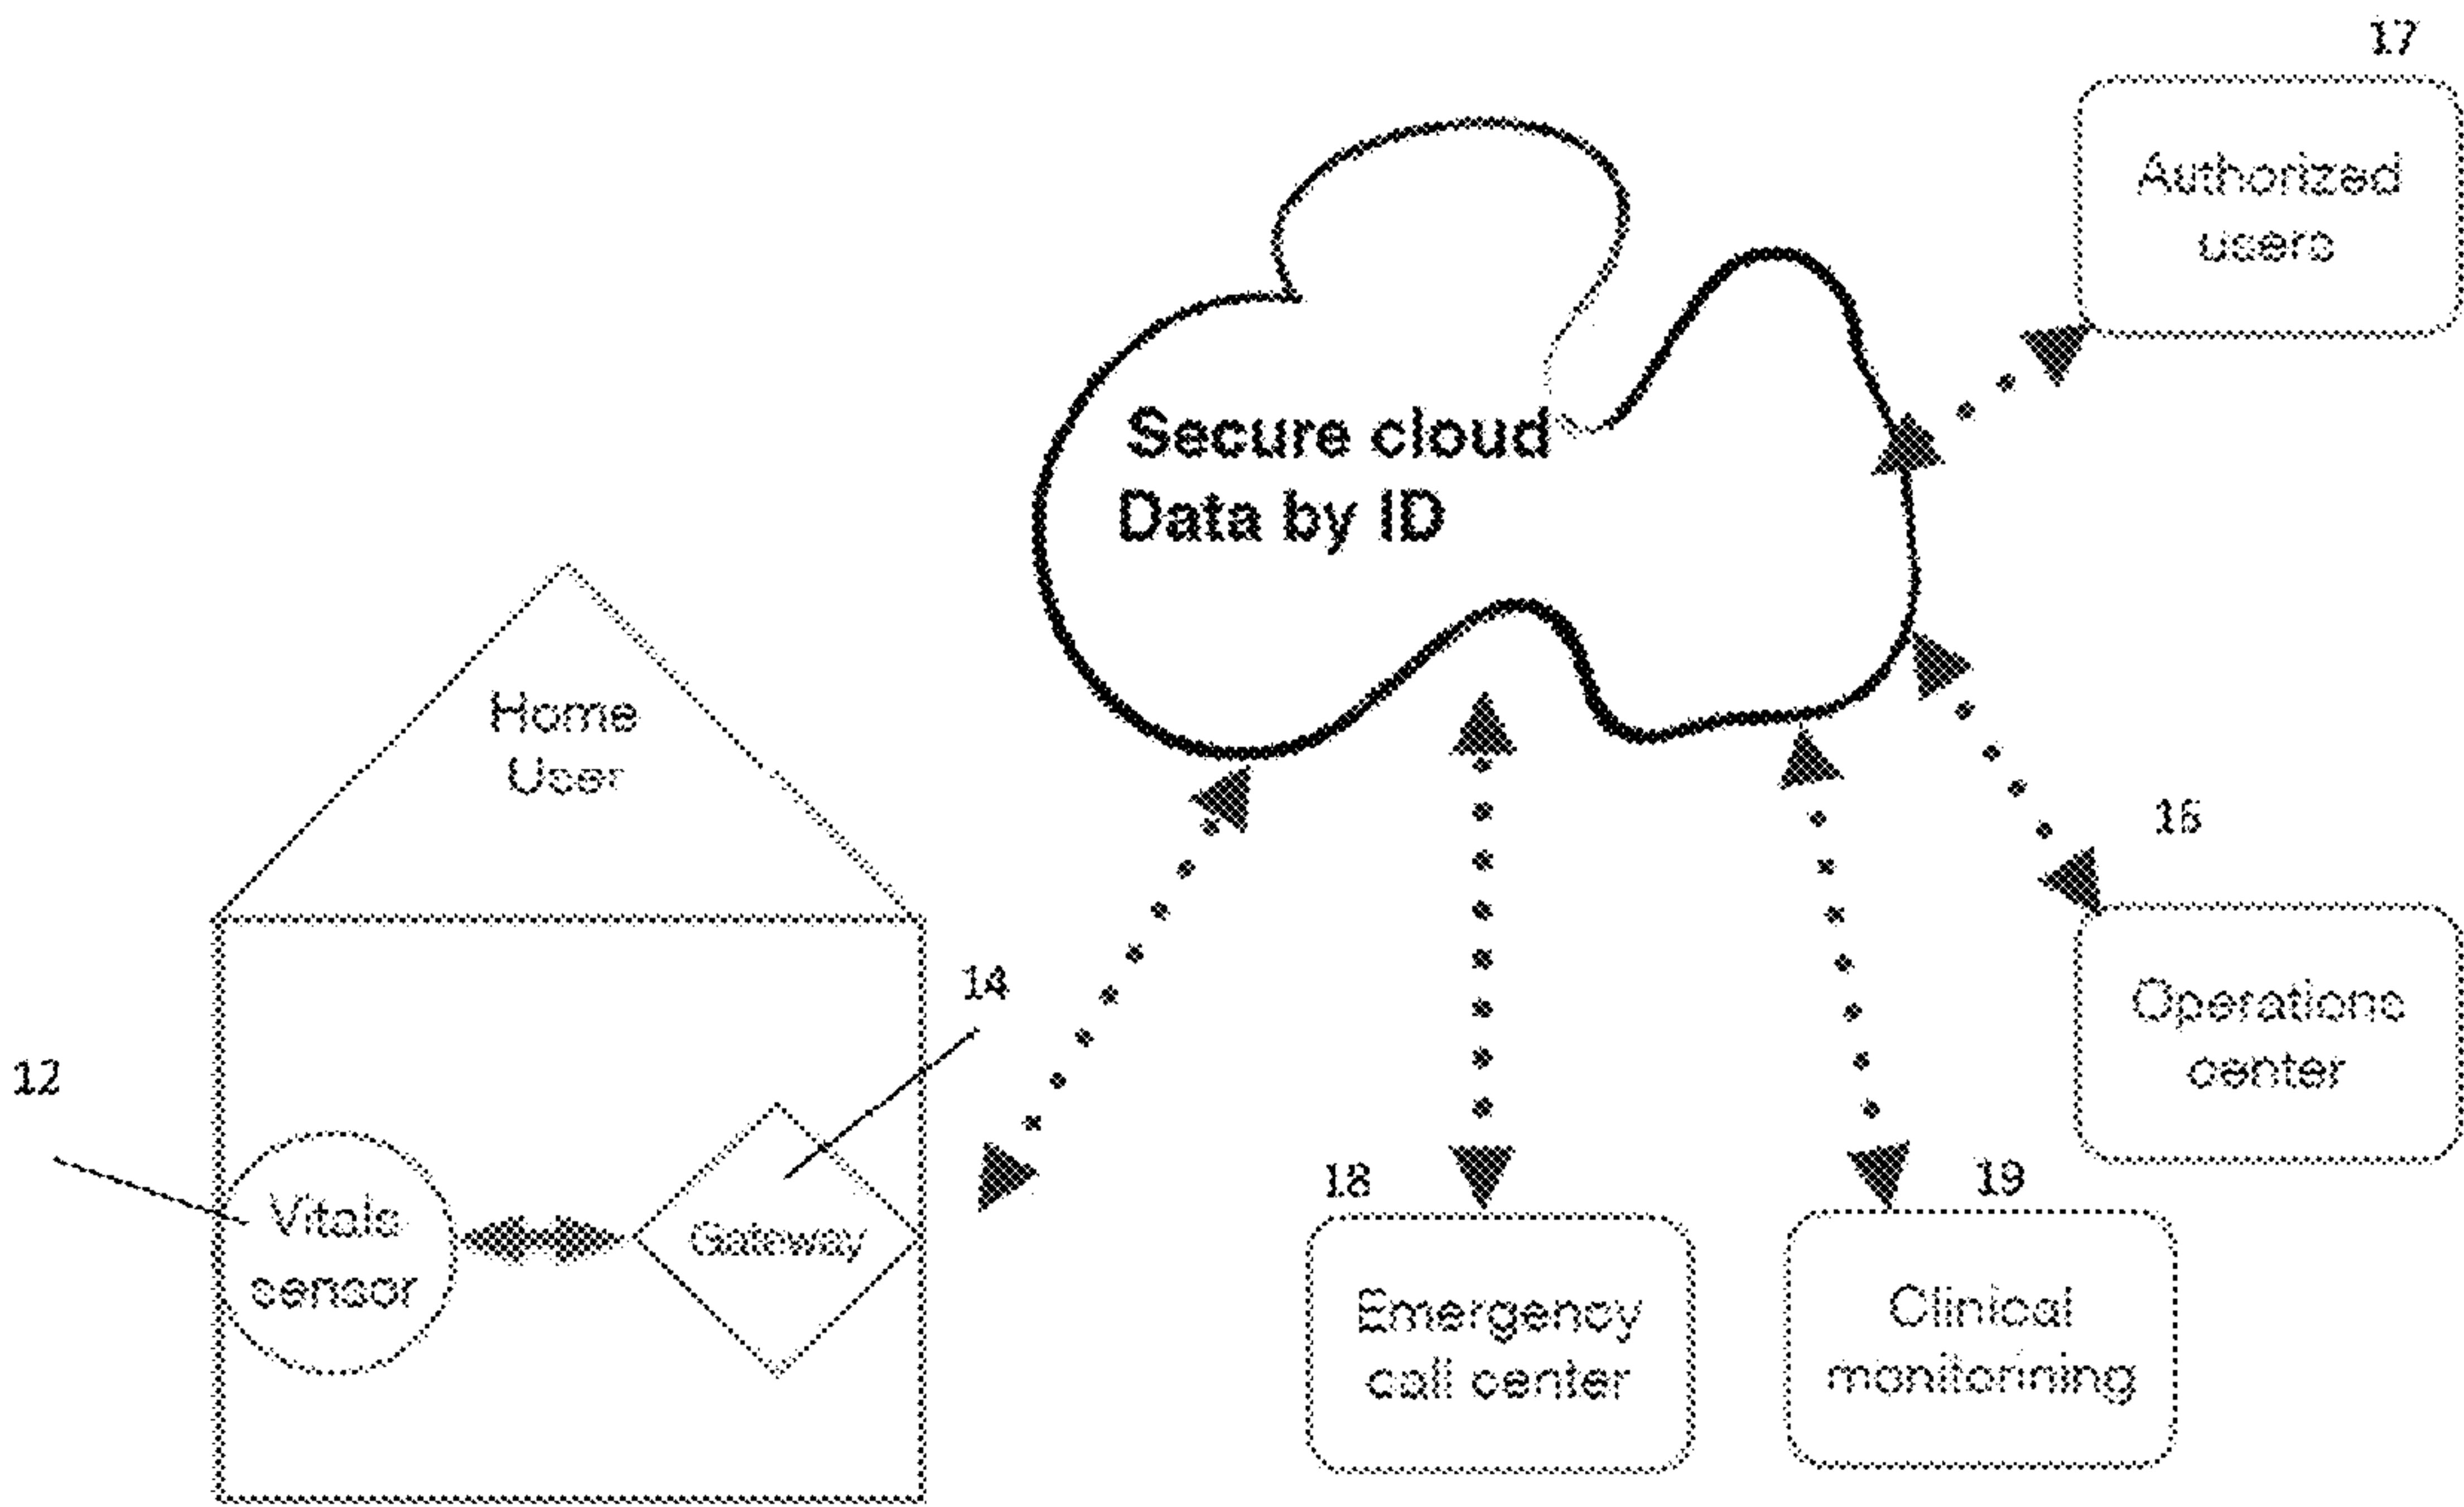 17
Authorized
users
Secure cloud
Data by ID
Home
User
16
14
Operations
center
12
18
19
Vitals
sensor
Gateway
Emergency
call center
Clinical
monitorining